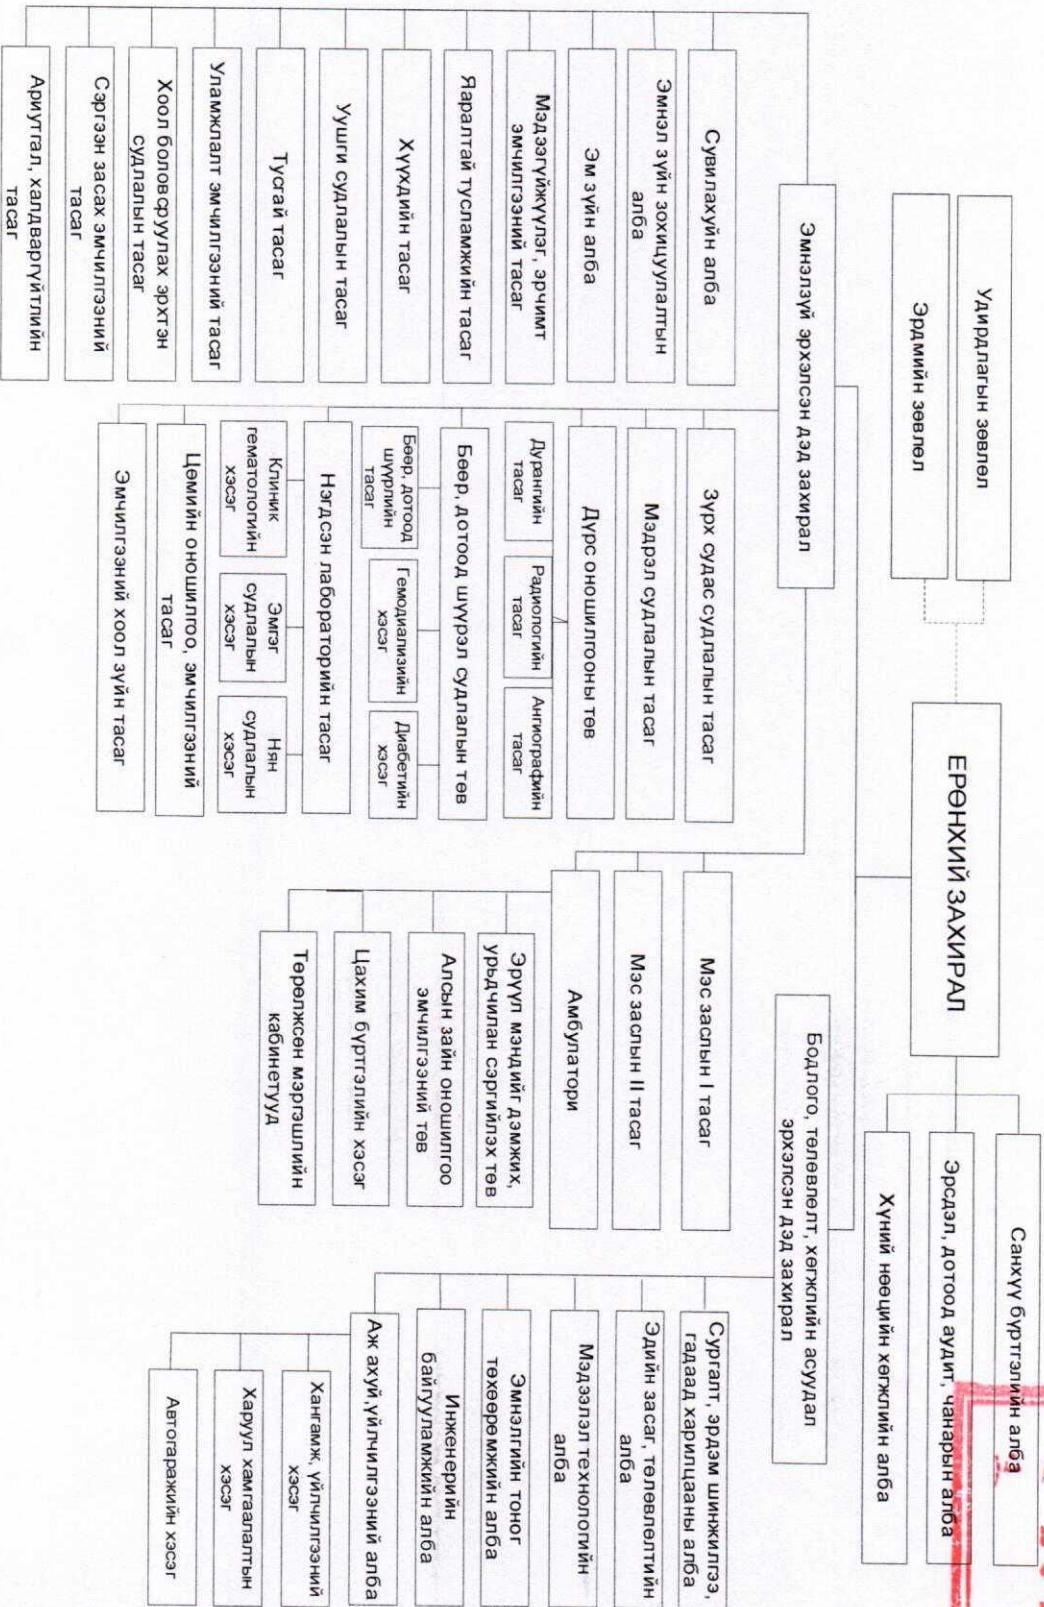 Удирдлагын зөвлөл
Эрдмийн зөвлөл
ЕРӨНХИЙ ЗАХИРАЛ
Санхүү бүртгэлийн алба
Эрсдэл, дотоод аудит, чанарын алба
Хүний нөөцийн хөгжлийн алба
Эмнэлзүй эрхэлсэн дэд захирал
Бодлого, төлөвлөлт, хөгжлийн асуудал
эрхэлсэн дэд захирал
Сувилахуйн алба
Эмнэл зүйн зохицуулалтын
алба
Эм зүйн алба
Мэдээгүйжүүлэг, эрчимт
эмчилгээний тасаг
Яаралтай тусламжийн тасаг
Хүүхдийн тасаг
Уушги судлалын тасаг
Тусгай тасаг
Уламжлалт эмчилгээний тасаг
Хоол боловсруулах эрхтэн
судлалын тасаг
Сэргээн засах эмчилгээний
тасаг
Ариутгал, халдваргүйтлийн
тасаг
Зүрх судас судлалын тасаг
Мэдрэл судлалын тасаг
Дүрс оношилгооны төв
Дурангийн
тасаг
Радиологийн
тасаг
Ангиографийн
тасаг
Бөөр, дотоод шүүрэл судлалын төв
Бөөр, дотоод
шүүрлийн
тасаг
Гемодиализийн
хэсэг
Диабетийн
хэсэг
Нэгдсэн лабораторийн тасаг
Клиник
гематологийн
хэсэг
Эмгэг
судлалын
хэсэг
Нян
судлалын
хэсэг
Цөмийн оношилгоо, эмчилгээний
тасаг
Эмчилгээний хоол зүйн тасаг
Мэс заслын I тасаг
Мэс заслын II тасаг
Амбулатори
Эрүүл мэндийг дэмжих,
урьдчилан сэргийлэх төв
Алсын зайн оношилгоо
эмчилгээний төв
Цахим бүртгэлийн хэсэг
Төрөлжсөн мэргэшлийн
кабинетууд
Сургалт, эрдэм шинжилгээ,
гадаад харилцааны алба
Эдийн засаг, төлөвлөлтийн
алба
Мэдээлэл технологийн
алба
Эмнэлгийн тоног
төхөөрөмжийн алба
Инженерийн
байгууламжийн алба
Аж ахуй,үйлчилгээний алба
Хангамж, үйлчилгээний
хэсэг
Харуул хамгаалалтын
хэсэг
Автогаражийн хэсэг